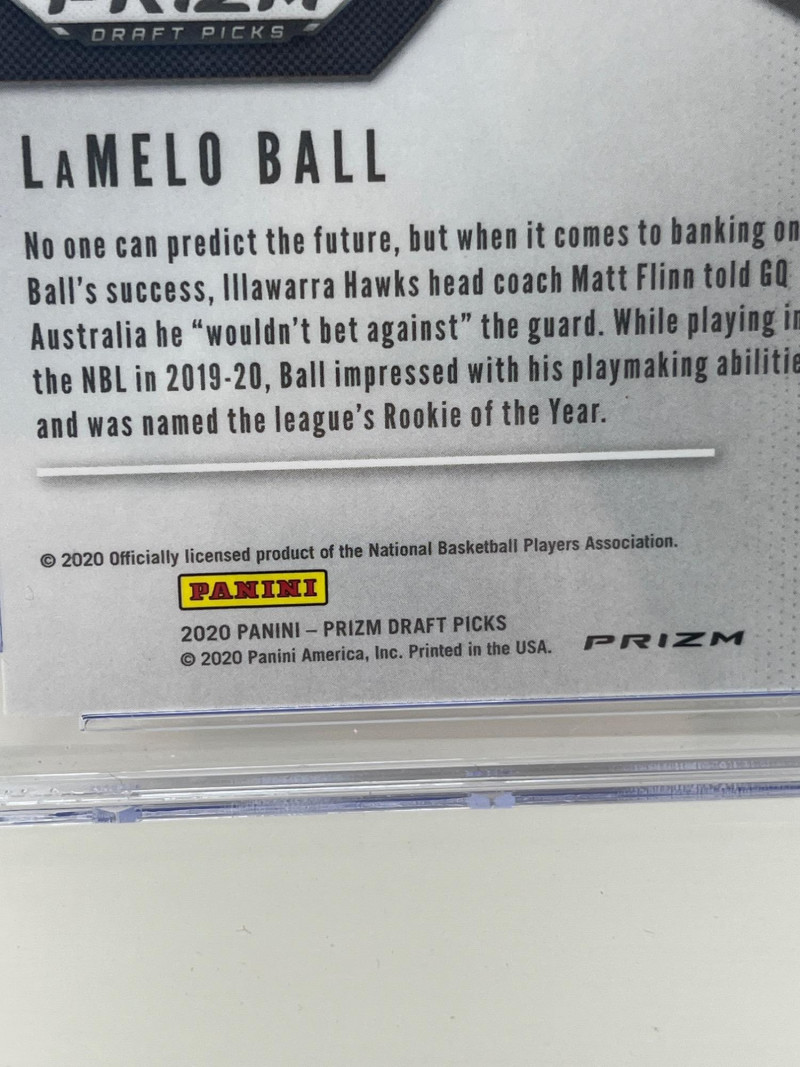 PRIZM
DRAFT PICKS
LaMELO BALL
No one can predict the future, but when it comes to banking on
Ball's success, Illawarra Hawks head coach Matt Flinn told GQ
Australia he “wouldn't bet against” the guard. While playing in
the NBL in 2019-20, Ball impressed with his playmaking abilitie
and was named the league's Rookie of the Year.
© 2020 Officially licensed product of the National Basketball Players Association.
PANINI
2020 PANINI – PRIZM DRAFT PICKS
© 2020 Panini America, Inc. Printed in the USA.
PRIZM